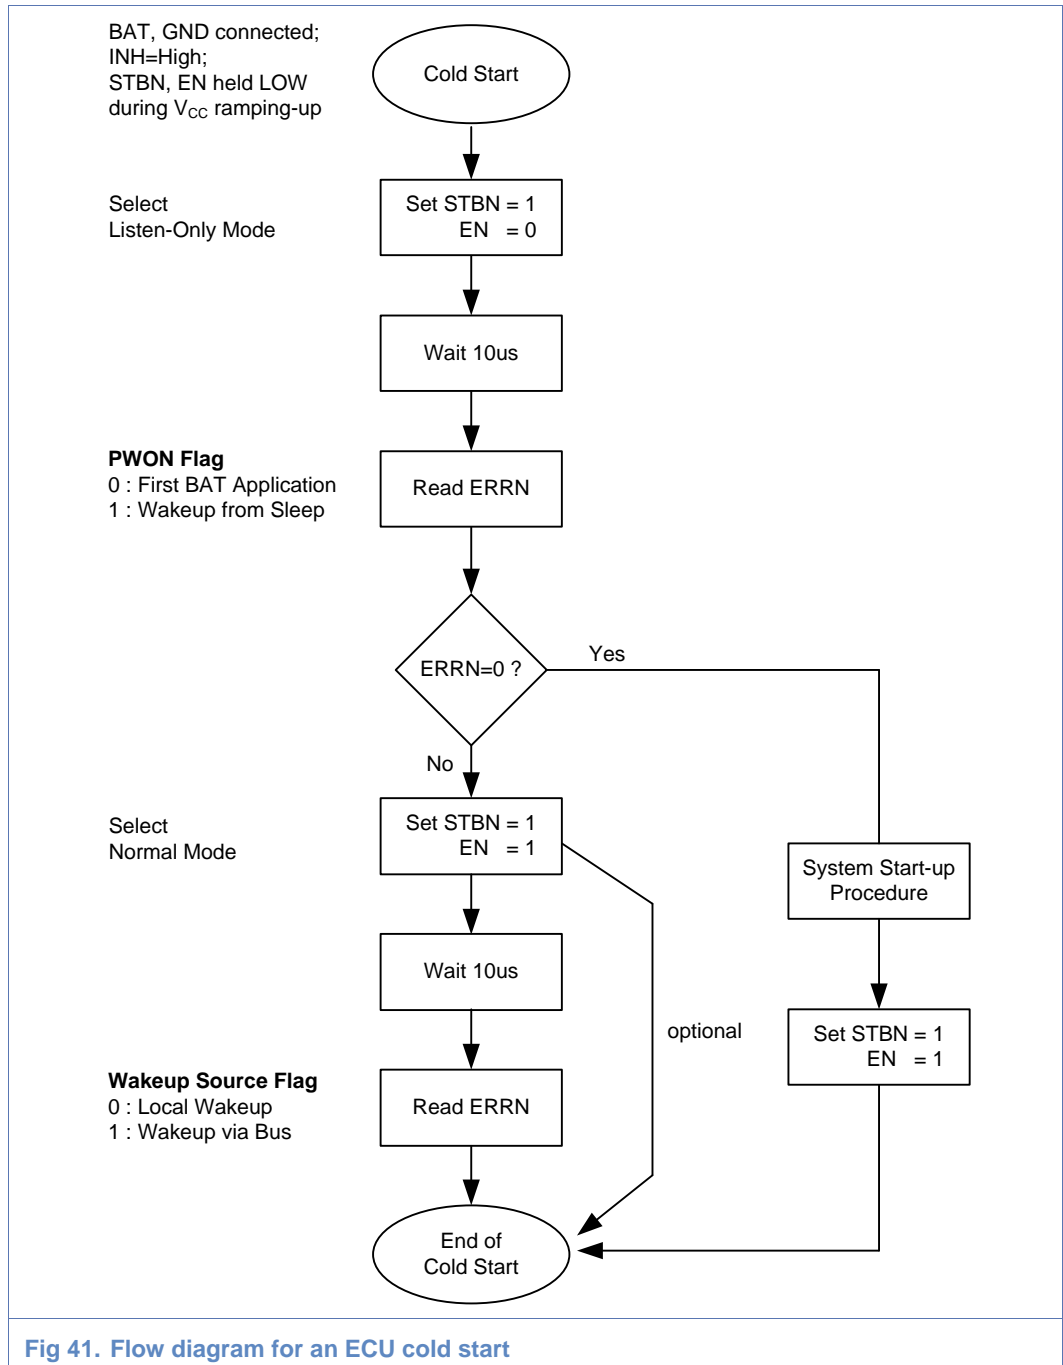 BAT, GND connected;
INH=High;
STBN, EN held LOW
during VCC ramping-up
Cold Start
Select
Listen-Only Mode
Set STBN = 1
EN = 0
Wait 10us
PWON Flag
0 : First BAT Application
1 : Wakeup from Sleep
Read ERRN
ERRN=0 ?
Yes
No
Select
Normal Mode
Set STBN = 1
EN = 1
System Start-up
Procedure
Wait 10us
optional
Set STBN = 1
EN = 1
Wakeup Source Flag
0 : Local Wakeup
1 : Wakeup via Bus
Read ERRN
End of
Cold Start
Fig 41. Flow diagram for an ECU cold start